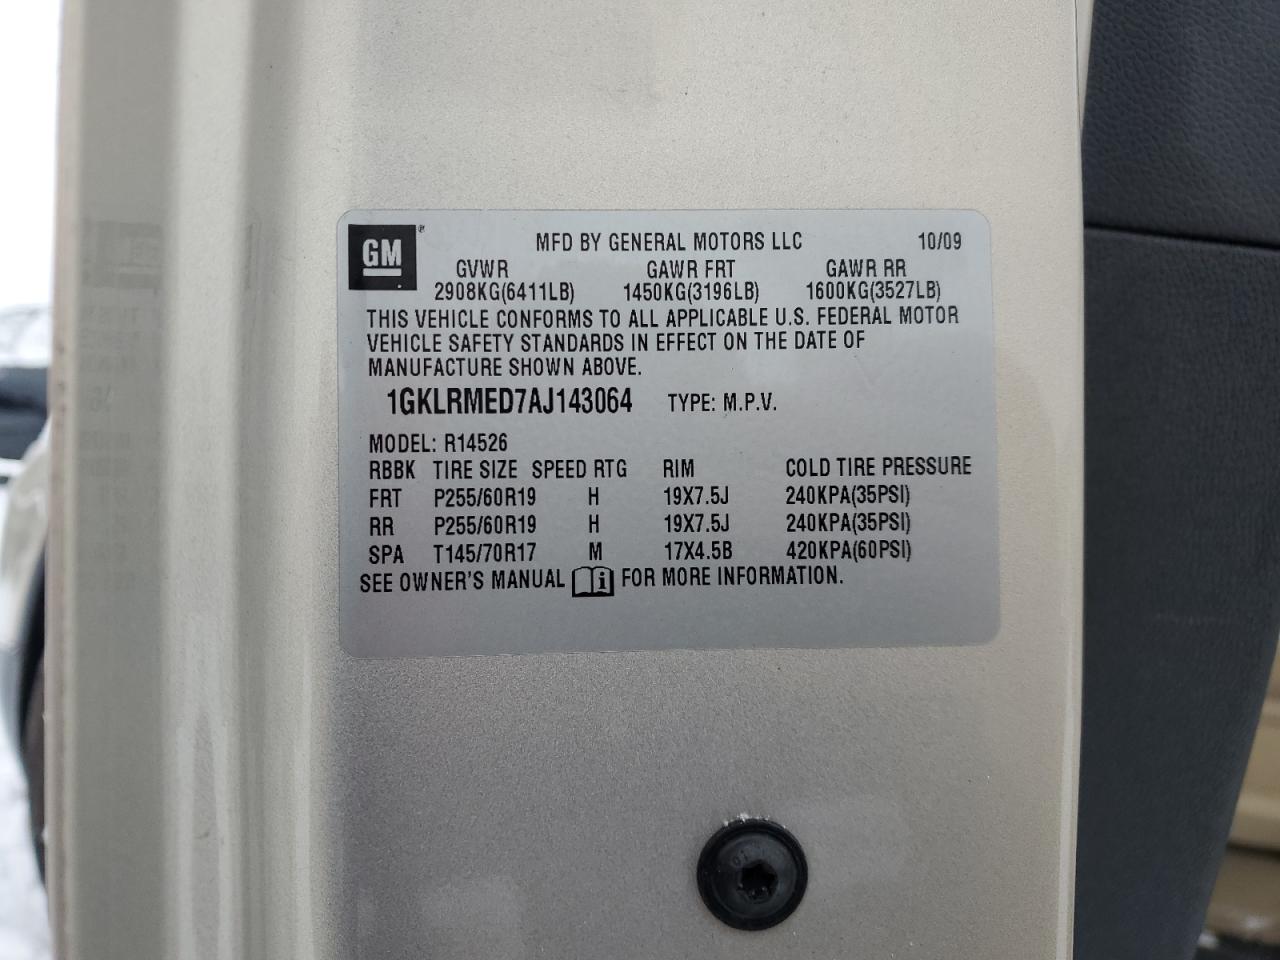 GM ® MFD BY GENERAL MOTORS LLC 10/09
GVWR GAWR FRT GAWR RR
2908KG(6411LB) 1450KG(3196LB) 1600KG(3527LB)
THIS VEHICLE CONFORMS TO ALL APPLICABLE U.S. FEDERAL MOTOR
VEHICLE SAFETY STANDARDS IN EFFECT ON THE DATE OF
MANUFACTURE SHOWN ABOVE.
1GKLRMED7AJ143064 TYPE: M.P.V.
MODEL: R14526
RBBK TIRE SIZE SPEED RTG RIM COLD TIRE PRESSURE
FRT P255/60R19 H 19X7.5J 240KPA(35PSI)
RR P255/60R19 H 19X7.5J 240KPA(35PSI)
SPA T145/70R17 M 17X4.5B 420KPA(60PSI)
SEE OWNER'S MANUAL i FOR MORE INFORMATION.